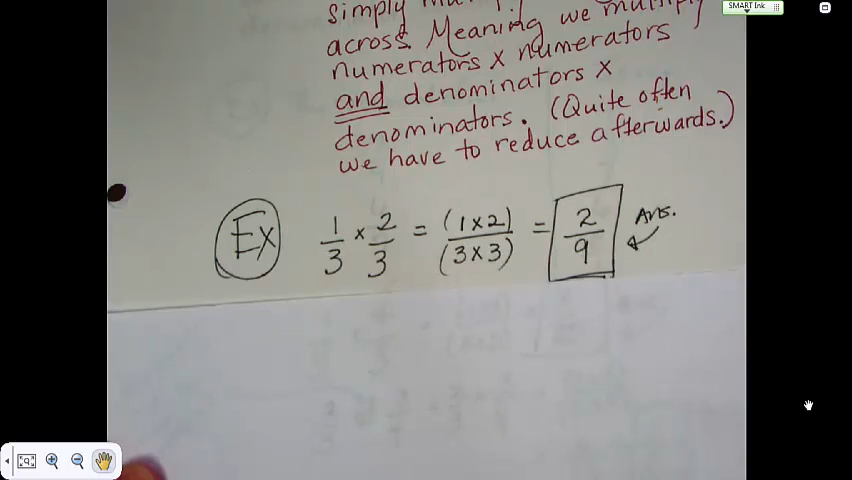 simply
across. Meaning we multiply
numerators x numerators
and denominators x
denominators. (Quite often
we have to reduce afterwards.)
Ex 1/3 x 2/3 = (1x2)/(3x3) = 2/9 Ans.
SMART Ink